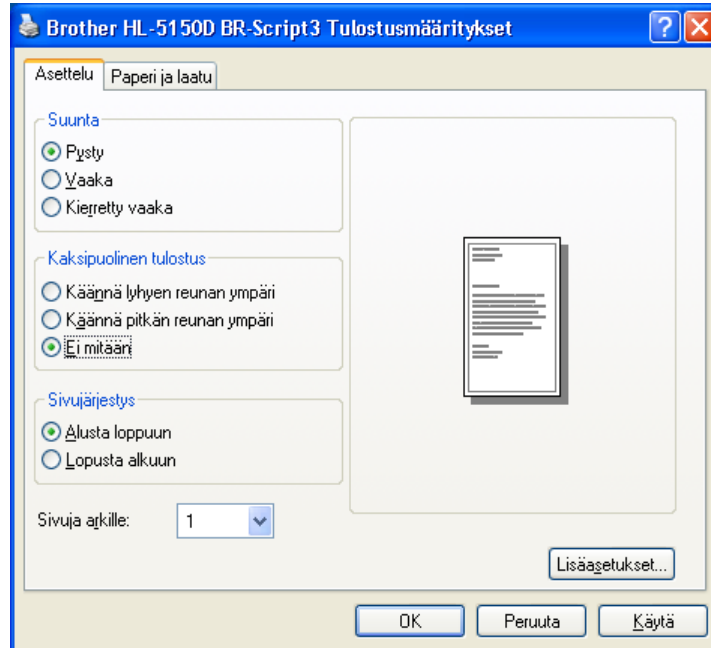 Brother HL-5150D BR-Script3 Tulostusmääritykset
Asettelu
Paperi ja laatu
Suunta
Pysty
Vaaka
Kierretty vaaka
Kaksipuolinen tulostus
Käännä lyhyen reunan ympäri
Käännä pitkän reunan ympäri
Ei mitään
Sivujärjestys
Alusta loppuun
Lopusta alkuun
Sivuja arkille: 1
Lisäasetukset...
OK Peruuta Käytä